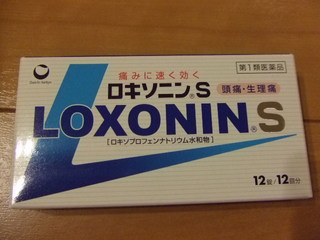 痛みに速く効く
第1類医薬品
ロキソニン®S
頭痛・生理痛
LOXONIN®S
[ロキソプロフェンナトリウム水和物]
12錠/12回分